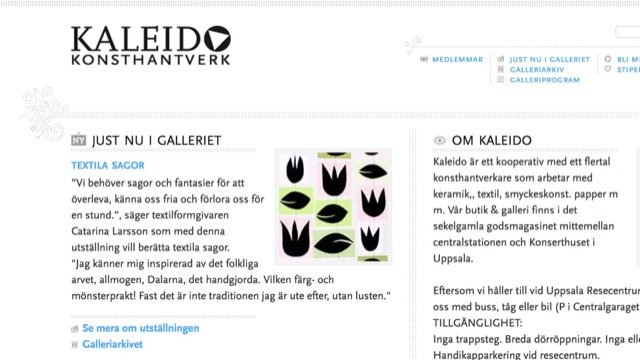 KALEIDO
KONSTHANTVERK
MEDLEMMAR
JUST NU I GALLERIET
GALLERIARKIV
GALLERIPROGRAM
BLI M
STIPE
NY JUST NU I GALLERIET
TEXTILA SAGOR
"Vi behöver sagor och fantasier för att
överleva, känna oss fria och förlora oss för
en stund.", säger textilformgivaren
Catarina Larsson som med denna
utställning vill berätta textila sagor.
"Jag känner mig inspirerad av det folkliga
arvet, allmogen, Dalarna, det handgjorda. Vilken färg- och
mönsterprakt! Fast det är inte traditionen jag är ute efter, utan lusten."
Se mera om utställningen
Galleriarkivet
OM KALEIDO
Kaleido är ett kooperativ med ett flertal
konsthantverkare som arbetar med
keramik,, textil, smyckeskonst. papper m
m. Vår butik & galleri finns i det
sekelgamla godsmagasinet mittemellan
centralstationen och Konserthuset i
Uppsala.
Eftersom vi håller till vid Uppsala Resecentrum
oss med buss, tåg eller bil (P i Centralgaraget
TILLGÄNGLIGHET:
Inga trappsteg. Breda dörröppningar. Inga
Handikapparkering vid resecentrum.